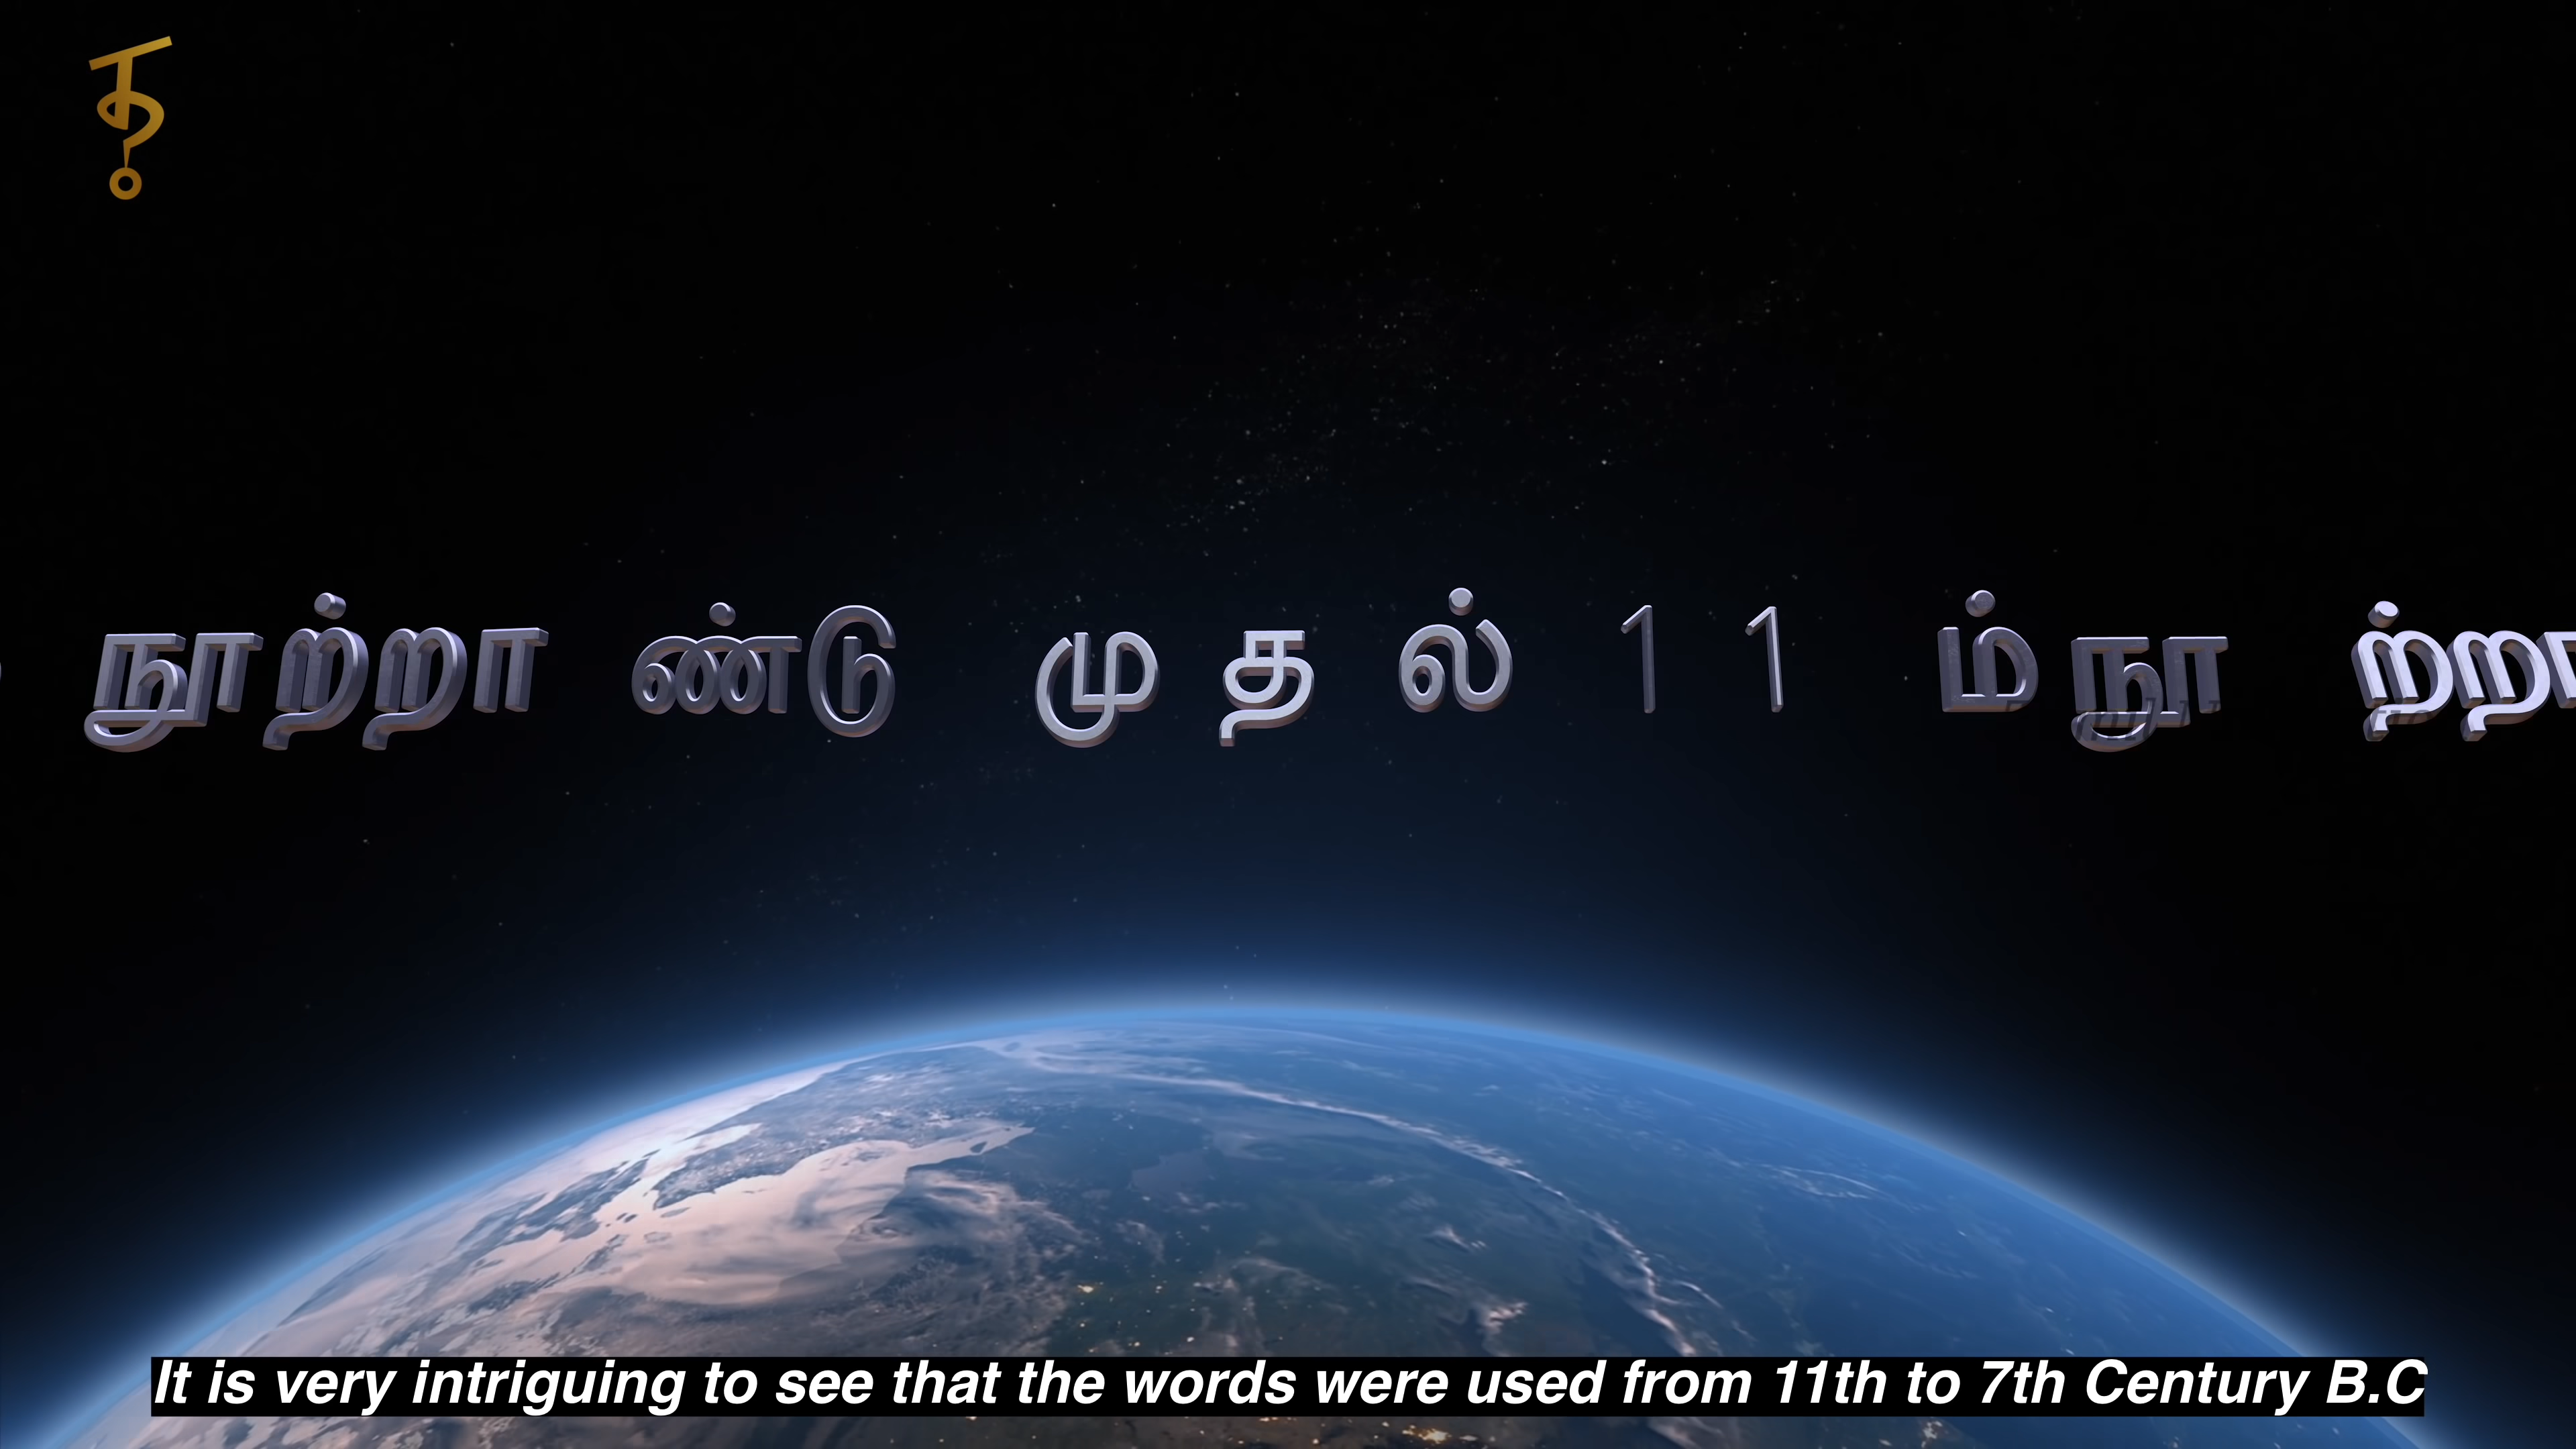 நூற்றாண்டு முதல் 11 ம்நூ ற்றா
It is very intriguing to see that the words were used from 11th to 7th Century B.C